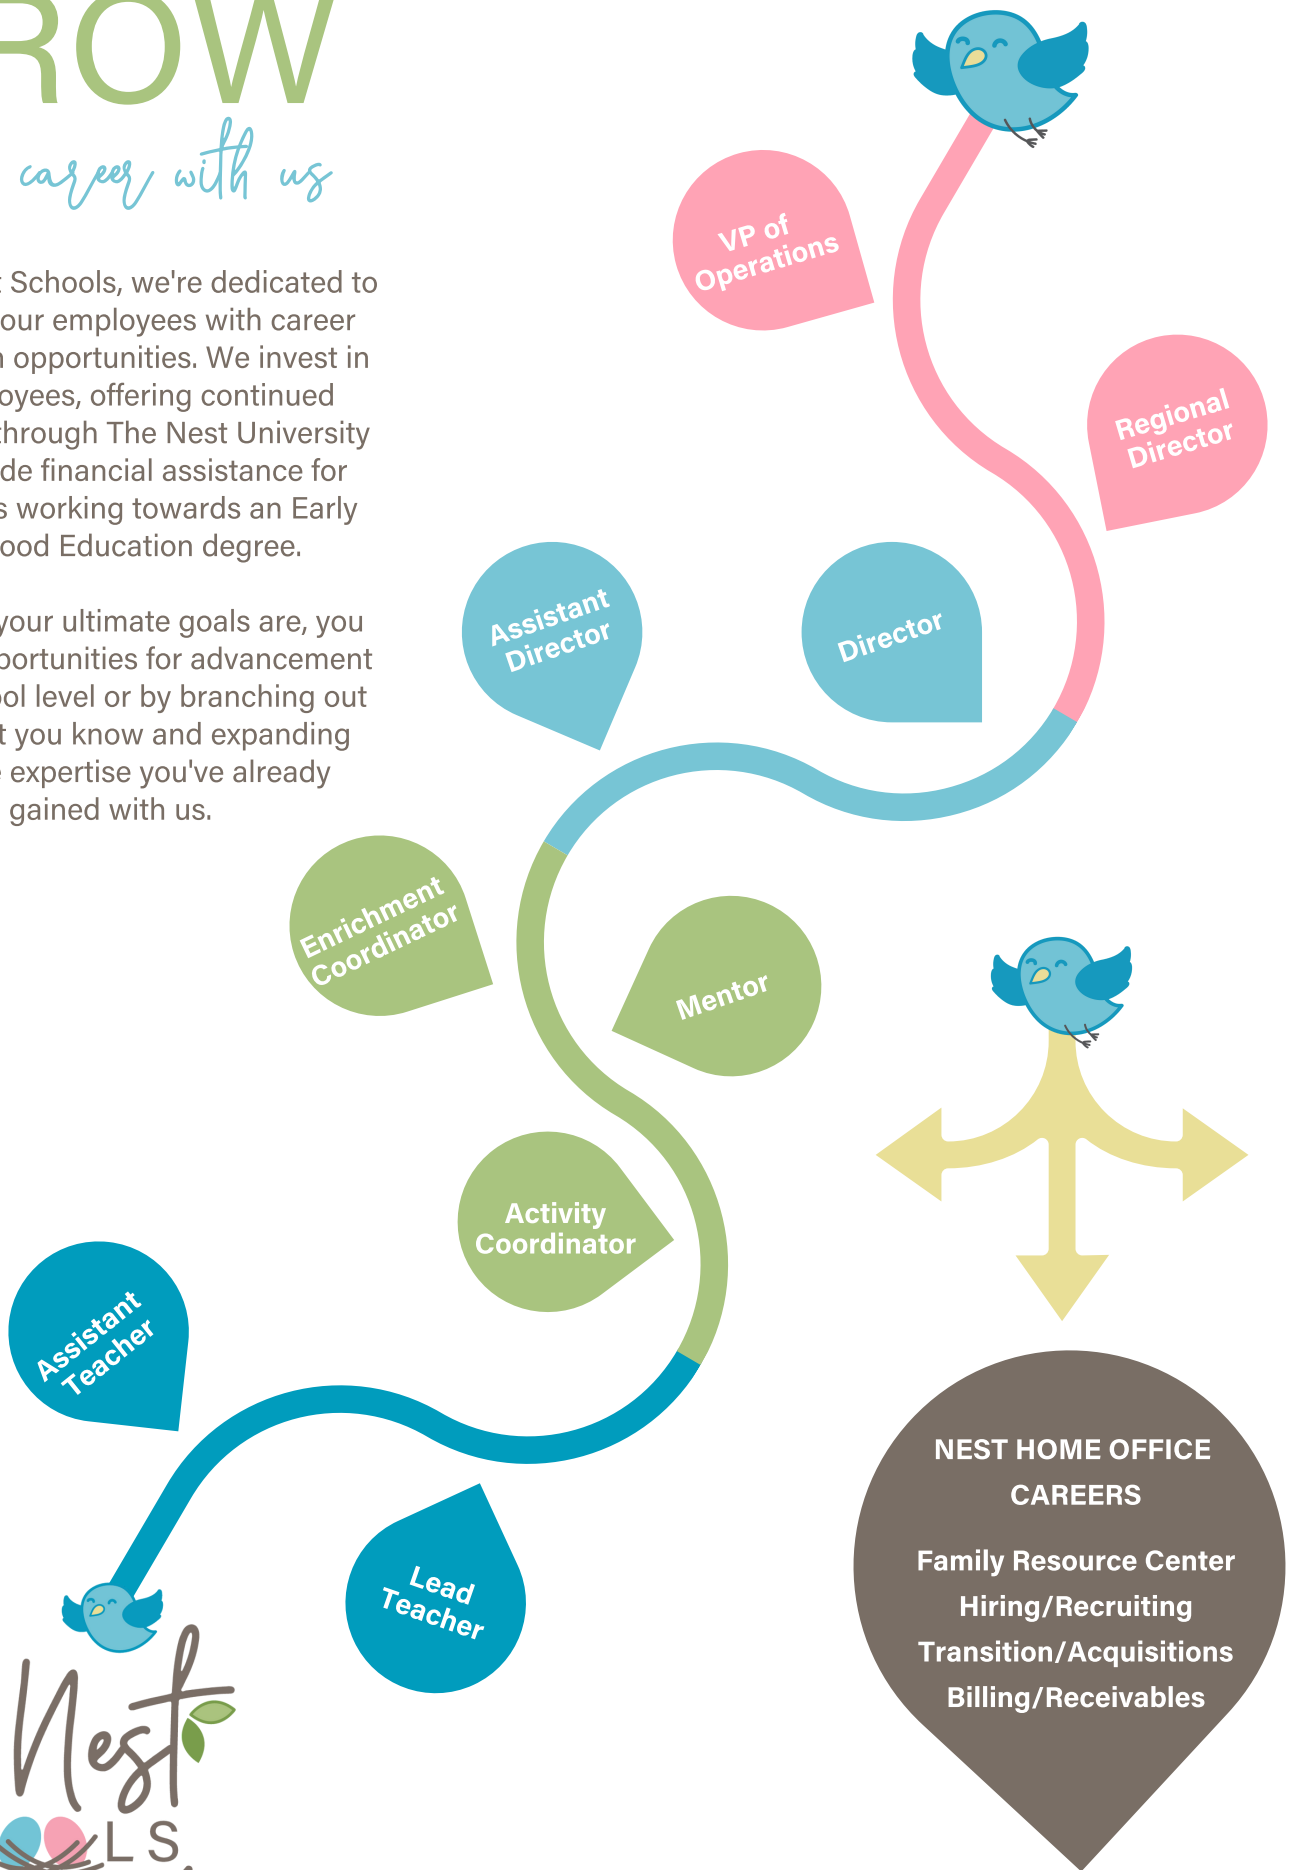 ROW
career with us
Schools, we're dedicated to
our employees with career
opportunities. We invest in
oyees, offering continued
through The Nest University
de financial assistance for
s working towards an Early
ood Education degree.
your ultimate goals are, you
portunities for advancement
ol level or by branching out
t you know and expanding
expertise you've already
gained with us.
VP of
Operations
Regional
Director
Assistant
Director
Director
Enrichment
Coordinator
Mentor
Activity
Coordinator
Assistant
Teacher
Lead
Teacher
NEST HOME OFFICE
CAREERS
Family Resource Center
Hiring/Recruiting
Transition/Acquisitions
Billing/Receivables
Nest
LS